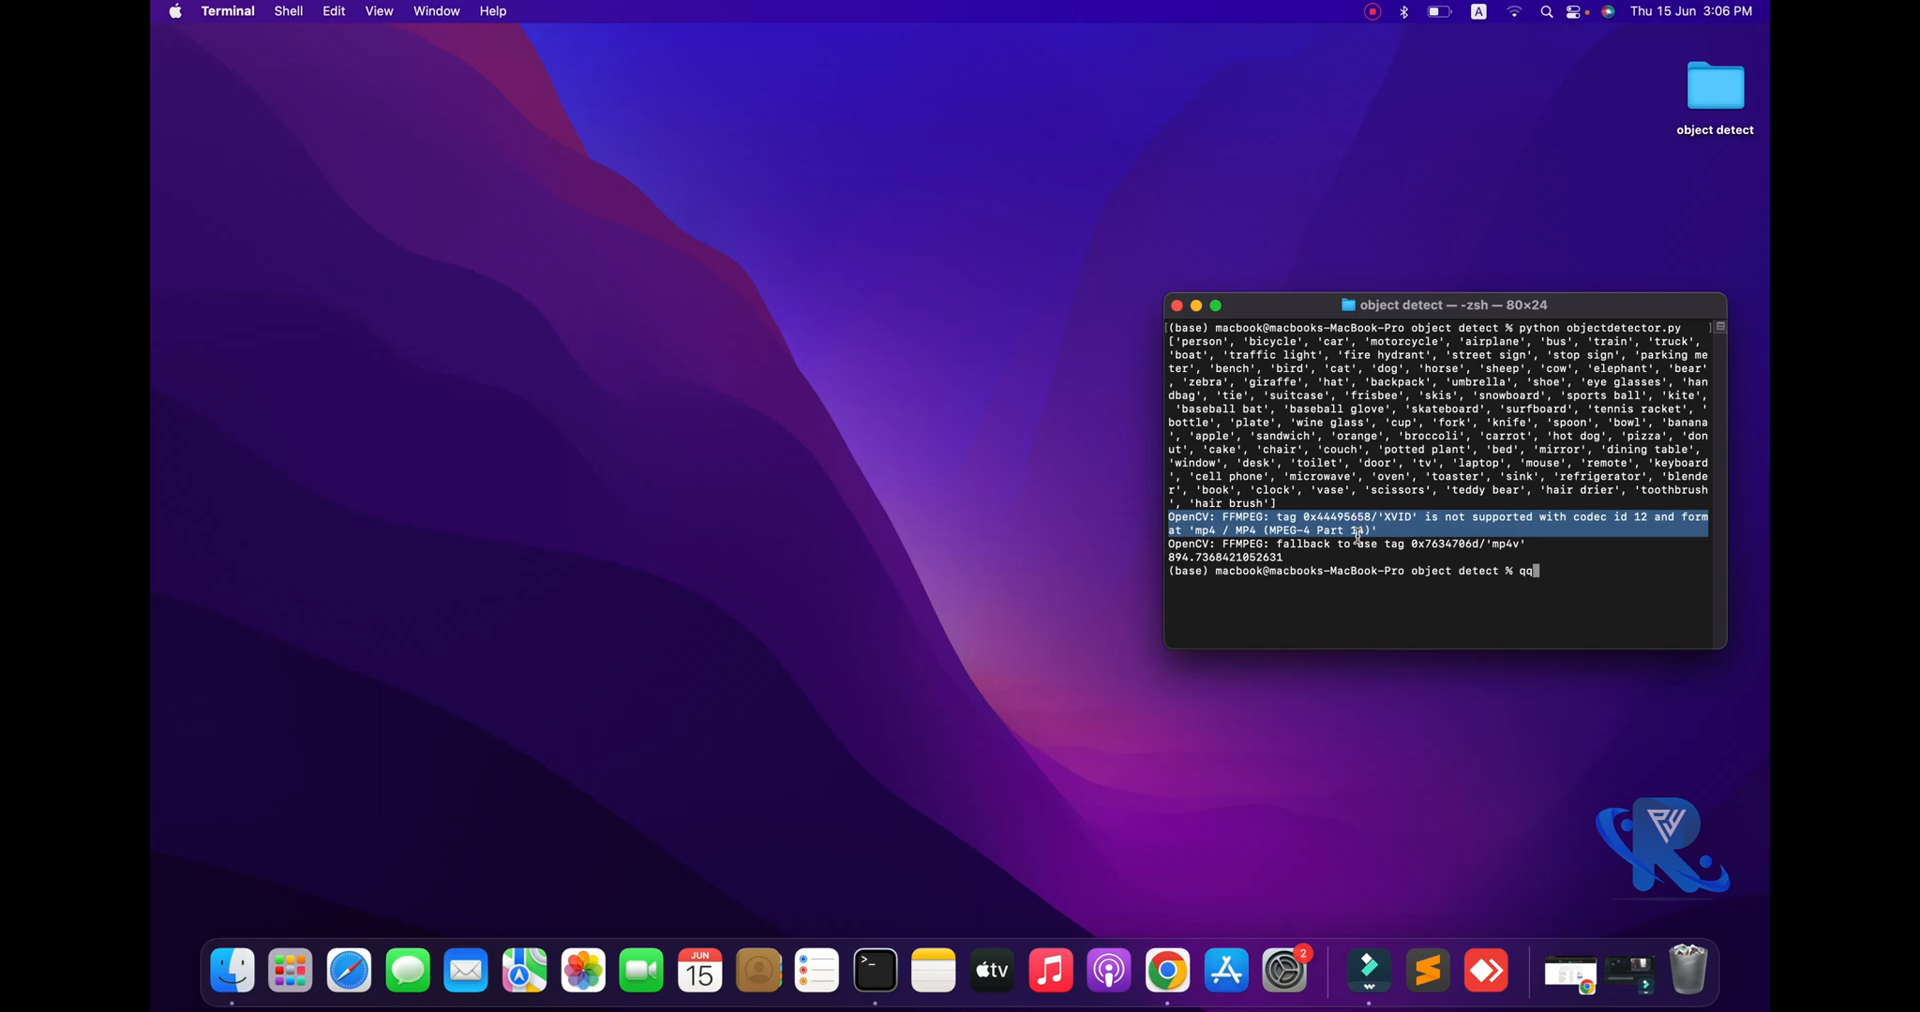 Terminal Shell Edit View Window Help
A Thu 15 Jun 3:06 PM
object detect
object detect — -zsh — 80×24
[(base) macbook@macbooks-MacBook-Pro object detect % python objectdetector.py ]
['person', 'bicycle', 'car', 'motorcycle', 'airplane', 'bus', 'train', 'truck',
'boat', 'traffic light', 'fire hydrant', 'street sign', 'stop sign', 'parking me
ter', 'bench', 'bird', 'cat', 'dog', 'horse', 'sheep', 'cow', 'elephant', 'bear'
, 'zebra', 'giraffe', 'hat', 'backpack', 'umbrella', 'shoe', 'eye glasses', 'han
dbag', 'tie', 'suitcase', 'frisbee', 'skis', 'snowboard', 'sports ball', 'kite',
'baseball bat', 'baseball glove', 'skateboard', 'surfboard', 'tennis racket', '
bottle', 'plate', 'wine glass', 'cup', 'fork', 'knife', 'spoon', 'bowl', 'banana
', 'apple', 'sandwich', 'orange', 'broccoli', 'carrot', 'hot dog', 'pizza', 'don
ut', 'cake', 'chair', 'couch', 'potted plant', 'bed', 'mirror', 'dining table',
'window', 'desk', 'toilet', 'door', 'tv', 'laptop', 'mouse', 'remote', 'keyboard
', 'cell phone', 'microwave', 'oven', 'toaster', 'sink', 'refrigerator', 'blende
r', 'book', 'clock', 'vase', 'scissors', 'teddy bear', 'hair drier', 'toothbrush
', 'hair brush']
OpenCV: FFMPEG: tag 0x44495658/'XVID' is not supported with codec id 12 and form
at 'mp4 / MP4 (MPEG-4 Part 14)'
OpenCV: FFMPEG: fallback to use tag 0x7634706d/'mp4v'
894.7368421052631
(base) macbook@macbooks-MacBook-Pro object detect % qq
JUN
15
tv
2